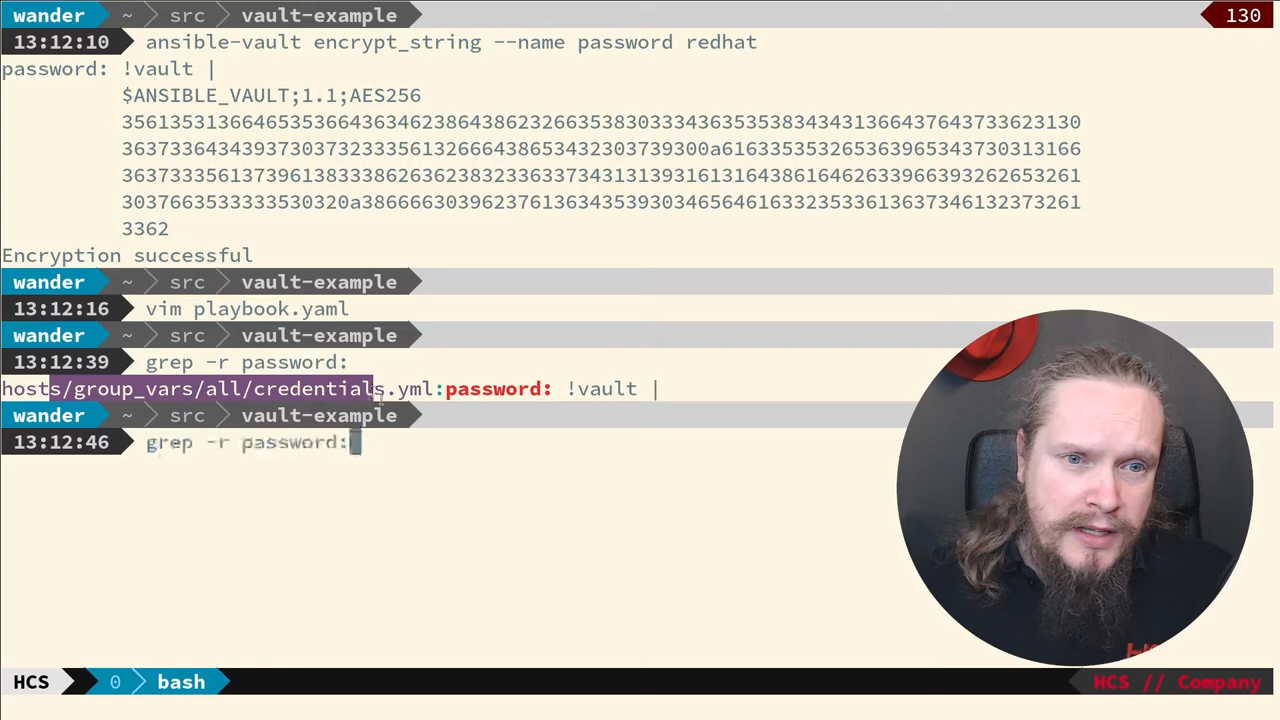 wander ~ src vault-example 130
13:12:10 ansible-vault encrypt_string --name password redhat
password: !vault |
$ANSIBLE_VAULT;1.1;AES256
35613531366465353664363462386438623266353830333436353538343431366437643733623130
3637336434393730373233356132666438653432303739300a616335353265363965343730313166
36373335613739613833386263623832336337343131393161316438616462633966393262653261
3037663533333530320a386666303962376136343539303465646163323533613637346132373261
3362
Encryption successful
wander ~ src vault-example
13:12:16 vim playbook.yaml
wander ~ src vault-example
13:12:39 grep -r password:
hosts/group_vars/all/credentials.yml:password: !vault |
wander ~ src vault-example
13:12:46 grep -r password:
HCS 0 bash HCS // Company